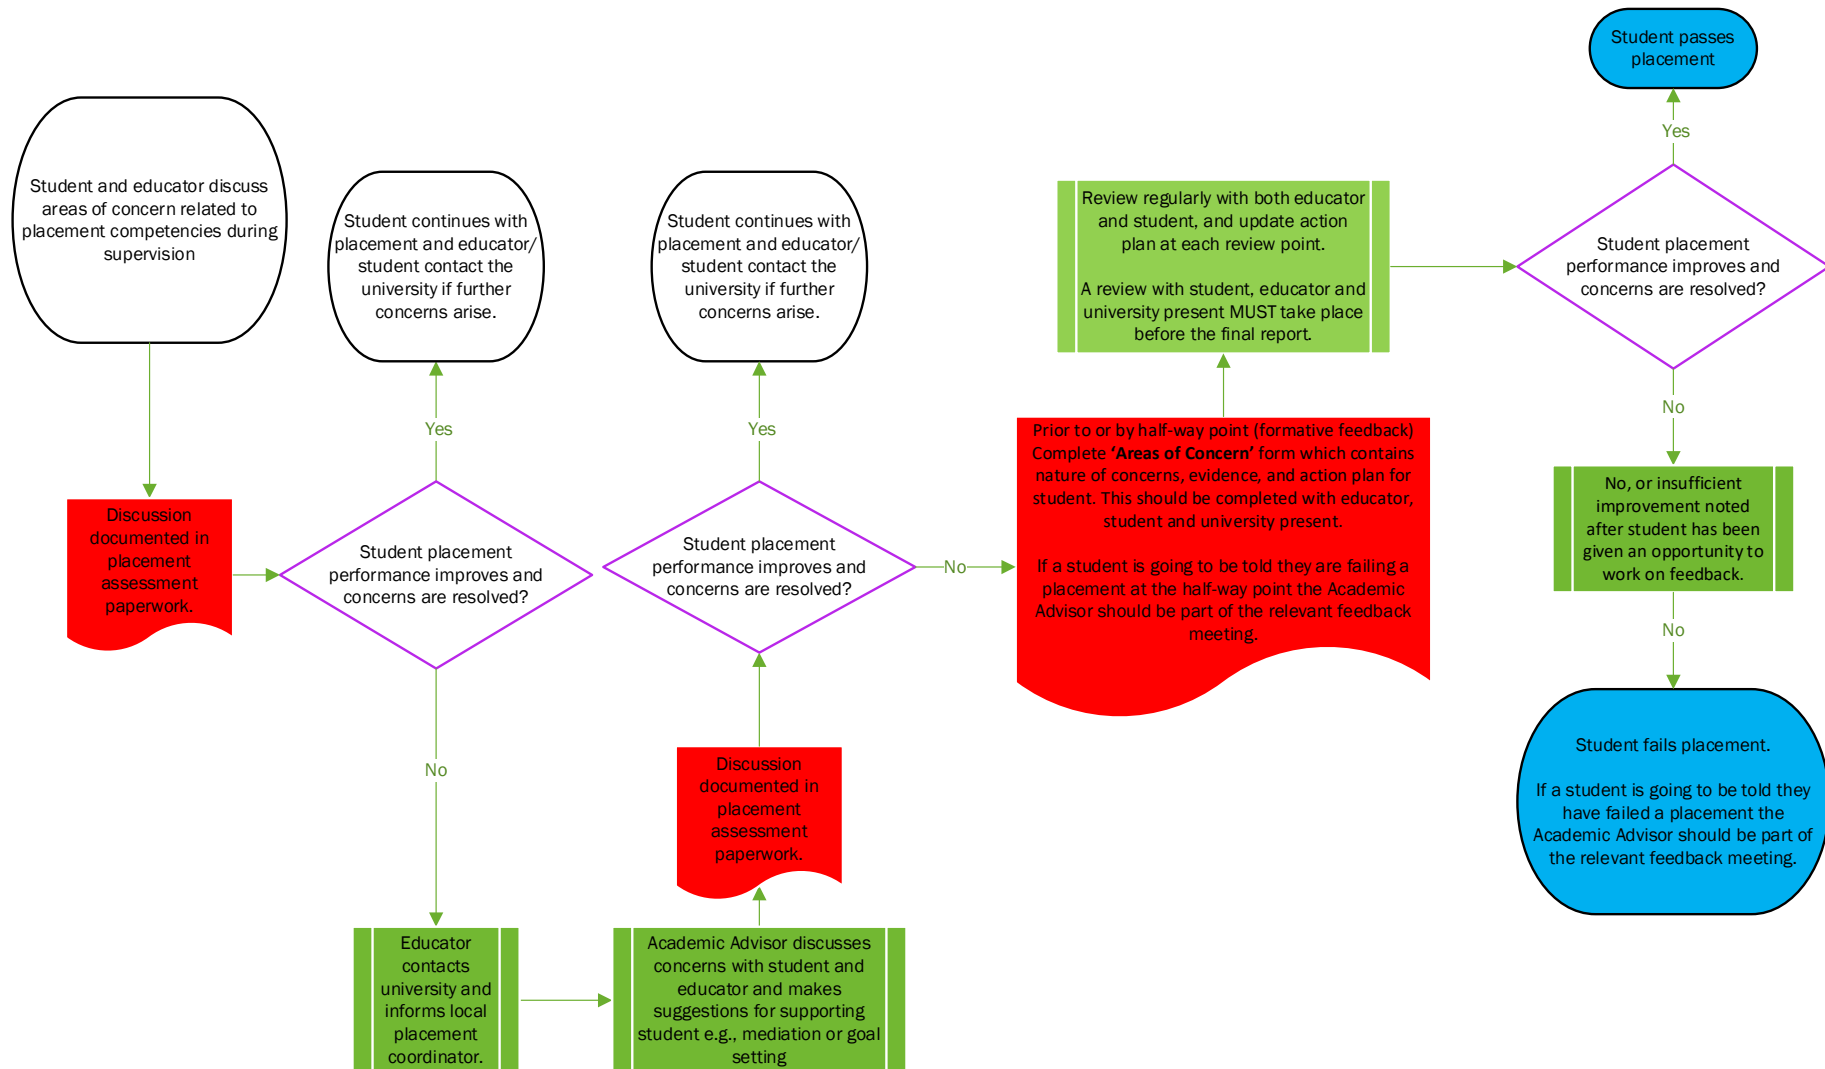 Student and educator discuss
areas of concern related to
placement competencies during
supervision
Discussion
documented in
placement
assessment
paperwork.
Student placement
performance improves and
concerns are resolved?
Yes
Student continues with
placement and educator/
student contact the
university if further
concerns arise.
No
Educator
contacts
university and
informs local
placement
coordinator.
Academic Advisor discusses
concerns with student and
educator and makes
suggestions for supporting
student e.g., mediation or goal
setting
Discussion
documented in
placement
assessment
paperwork.
Student placement
performance improves and
concerns are resolved?
Yes
Student continues with
placement and educator/
student contact the
university if further
concerns arise.
No
Prior to or by half-way point (formative feedback)
Complete ‘Areas of Concern’ form which contains
nature of concerns, evidence, and action plan for
student. This should be completed with educator,
student and university present.
If a student is going to be told they are failing a
placement at the half-way point the Academic
Advisor should be part of the relevant feedback
meeting.
Review regularly with both educator
and student, and update action
plan at each review point.
A review with student, educator and
university present MUST take place
before the final report.
Student placement
performance improves and
concerns are resolved?
Yes
Student passes
placement
No
No, or insufficient
improvement noted
after student has been
given an opportunity to
work on feedback.
No
Student fails placement.
If a student is going to be told they
have failed a placement the
Academic Advisor should be part of
the relevant feedback meeting.